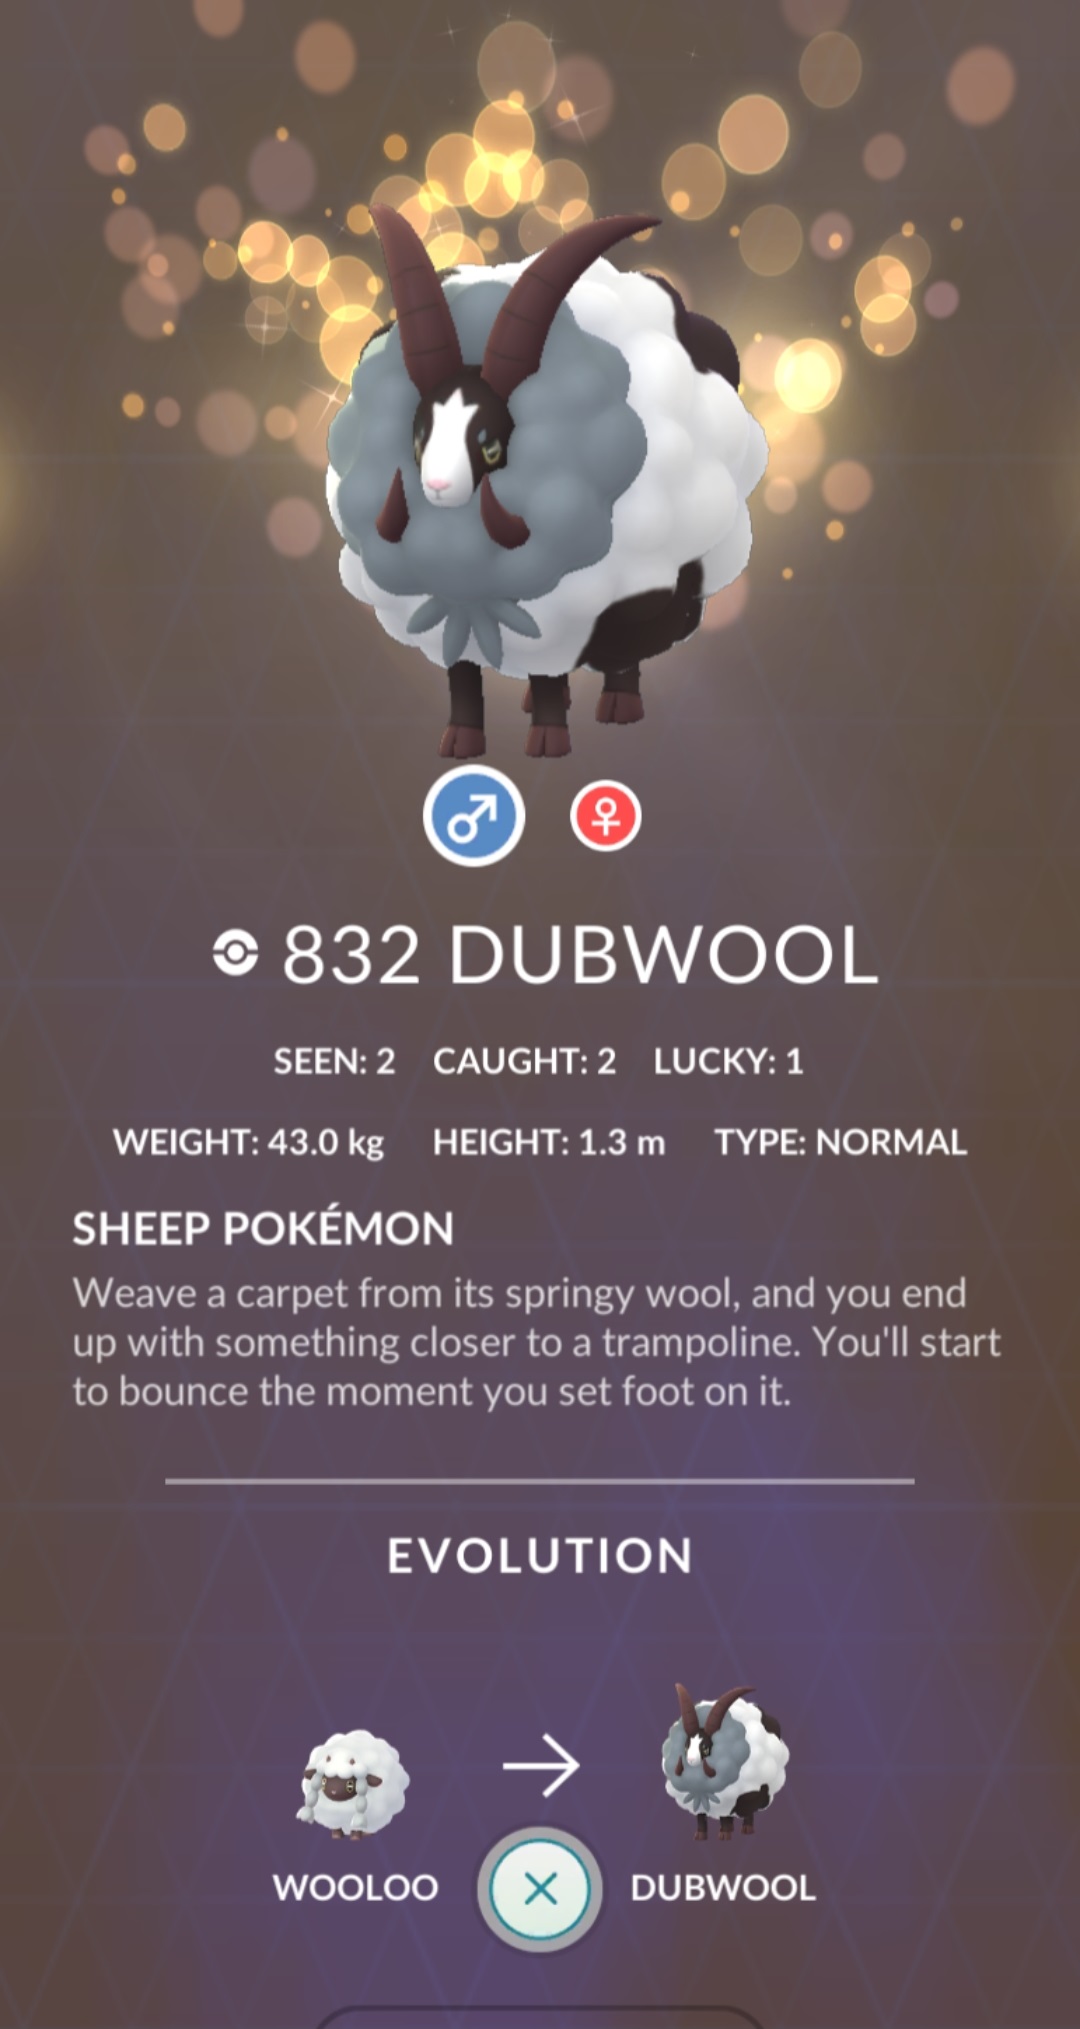 832 DUBWOOL
SEEN: 2 CAUGHT: 2 LUCKY: 1
WEIGHT: 43.0 kg HEIGHT: 1.3 m TYPE: NORMAL
SHEEP POKÉMON
Weave a carpet from its springy wool, and you end
up with something closer to a trampoline. You'll start
to bounce the moment you set foot on it.
EVOLUTION
WOOLOO DUBWOOL